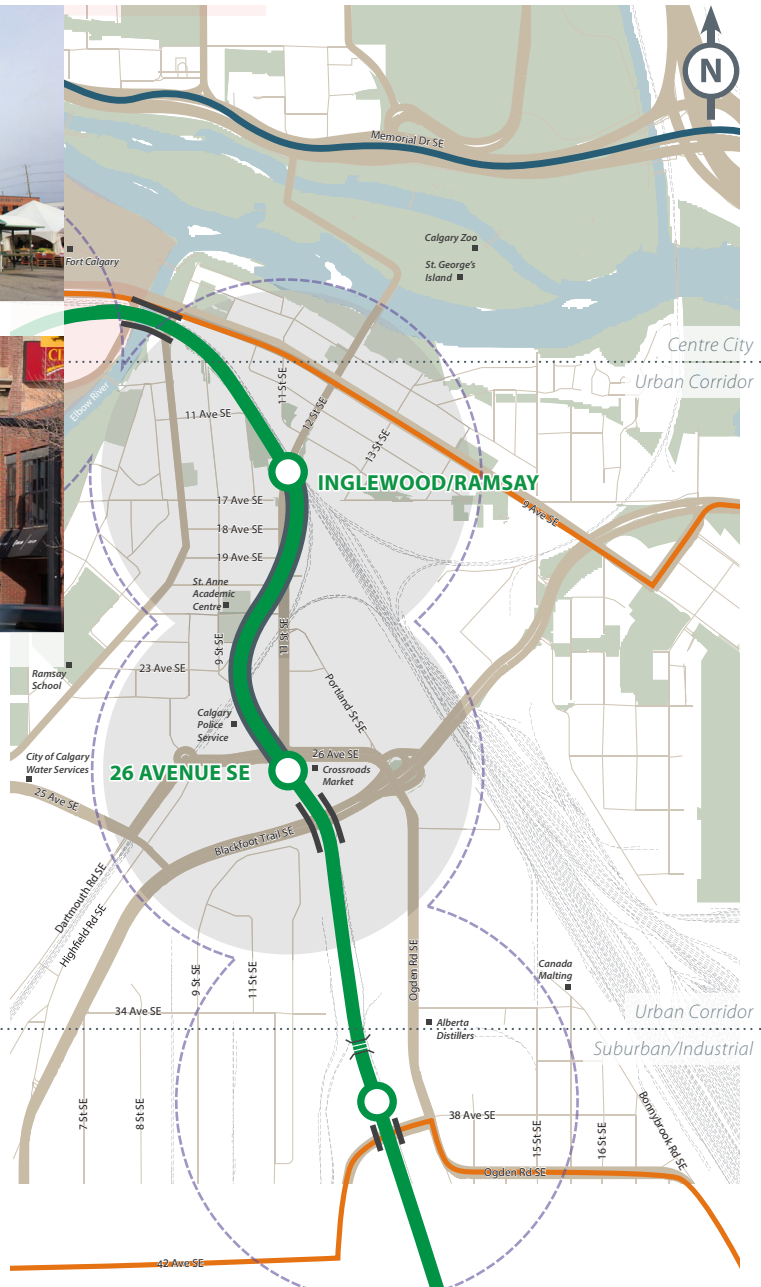 N
Memorial Dr SE
Calgary Zoo
St. George's
Island
Fort Calgary
Centre City
Urban Corridor
Elbow River
11 St SE
12 St SE
11 Ave SE
13 St SE
INGLEWOOD/RAMSAY
17 Ave SE
9 Ave SE
18 Ave SE
19 Ave SE
St. Anne
Academic
Centre
9 St SE
11 St SE
23 Ave SE
Ramsay
School
Portland St SE
Calgary
Police
Service
City of Calgary
Water Services
26 Ave SE
26 AVENUE SE
Crossroads
Market
25 Ave SE
Blackfoot Trail SE
Dartmouth Rd SE
Highfield Rd SE
9 St SE
11 St SE
Ogden Rd SE
Canada
Malting
34 Ave SE
Urban Corridor
Alberta
Distillers
Suburban/Industrial
7 St SE
8 St SE
38 Ave SE
15 St SE
16 St SE
Bonnybrook Rd SE
Ogden Rd SE
42 Ave SE